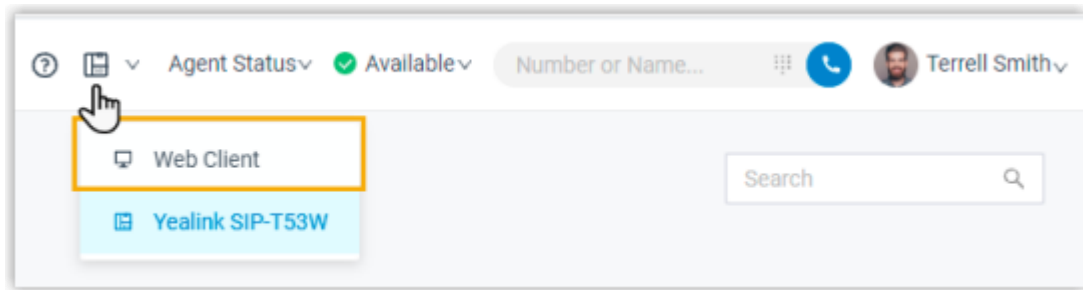 Agent Status Available Number or Name... Terrell Smith
Web Client
Search
Yealink SIP-T53W